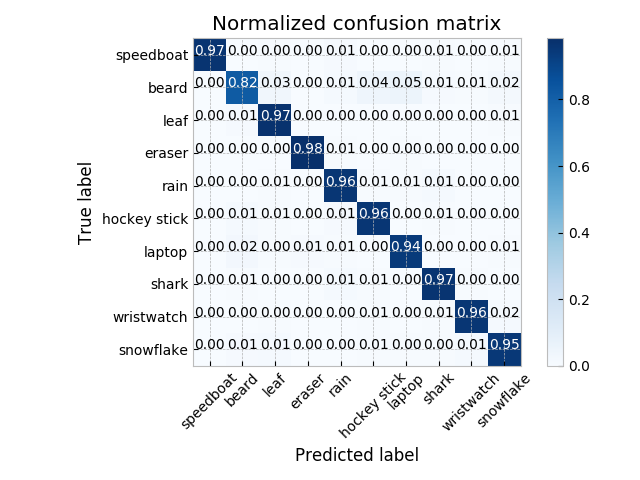 Normalized confusion matrix
speedboat 0.97 0.00 0.00 0.00 0.01 0.00 0.00 0.01 0.00 0.01
beard 0.00 0.82 0.03 0.00 0.01 0.04 0.05 0.01 0.01 0.02
leaf 0.00 0.01 0.97 0.00 0.01 0.00 0.00 0.00 0.00 0.01
eraser 0.00 0.00 0.00 0.98 0.01 0.00 0.00 0.00 0.00 0.00
rain 0.00 0.00 0.01 0.00 0.96 0.01 0.01 0.01 0.00 0.00
hockey stick 0.00 0.01 0.01 0.00 0.01 0.96 0.00 0.01 0.00 0.00
laptop 0.00 0.02 0.00 0.01 0.01 0.00 0.94 0.00 0.00 0.01
shark 0.00 0.01 0.00 0.00 0.01 0.01 0.00 0.97 0.00 0.00
wristwatch 0.00 0.00 0.00 0.00 0.00 0.01 0.00 0.01 0.96 0.02
snowflake 0.00 0.01 0.01 0.00 0.00 0.01 0.00 0.00 0.01 0.95
True label
speedboat beard leaf eraser rain hockey stick laptop shark wristwatch snowflake
Predicted label
0.8
0.6
0.4
0.2
0.0